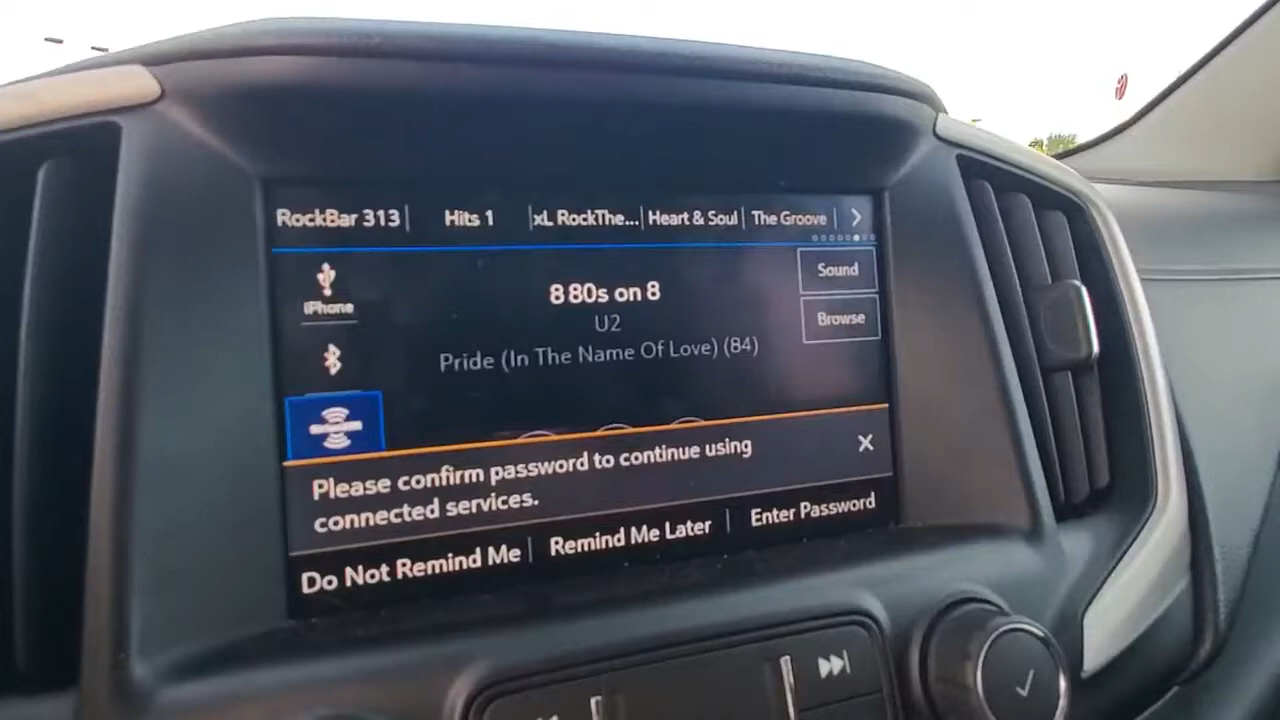 RockBar 313
Hits 1
xL RockThe...
Heart & Soul
The Groove
iPhone
8 80s on 8
U2
Pride (In The Name Of Love) (84)
Sound
Browse
Please confirm password to continue using
connected services.
Do Not Remind Me
Remind Me Later
Enter Password